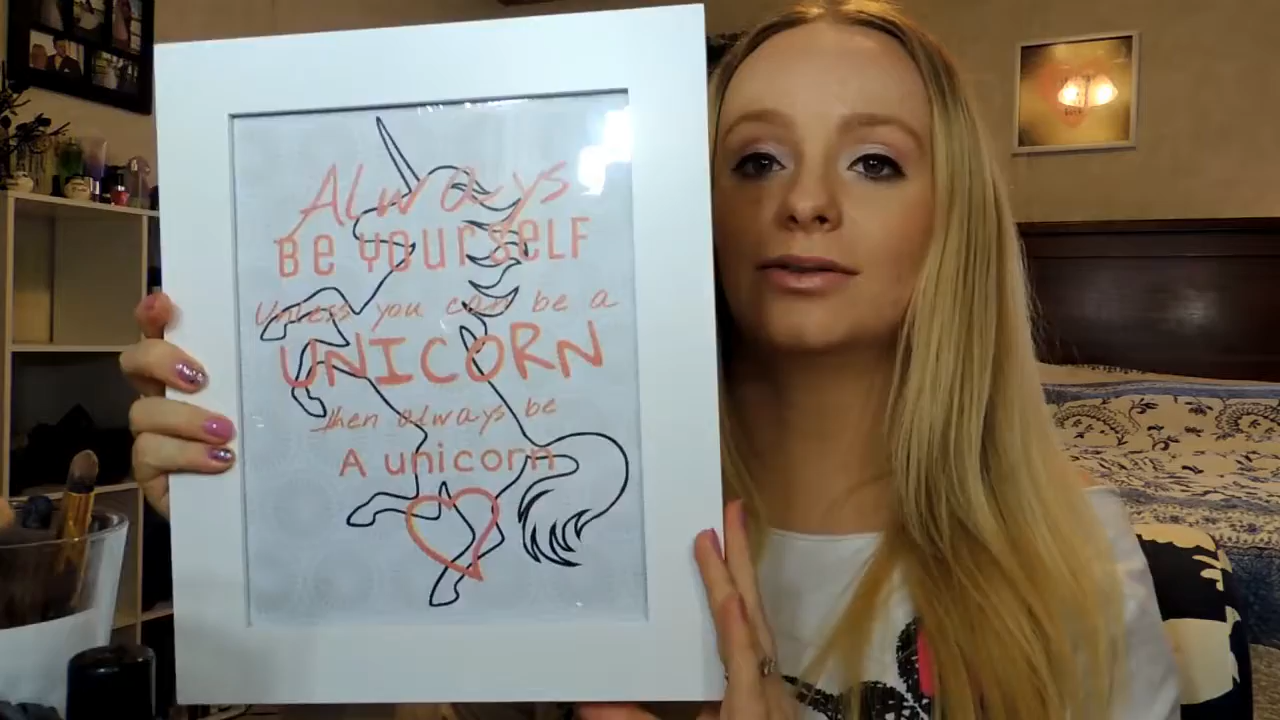 Always
BE YOURSELF
Unless you can be a
UNICORN
then always be
A unicorn